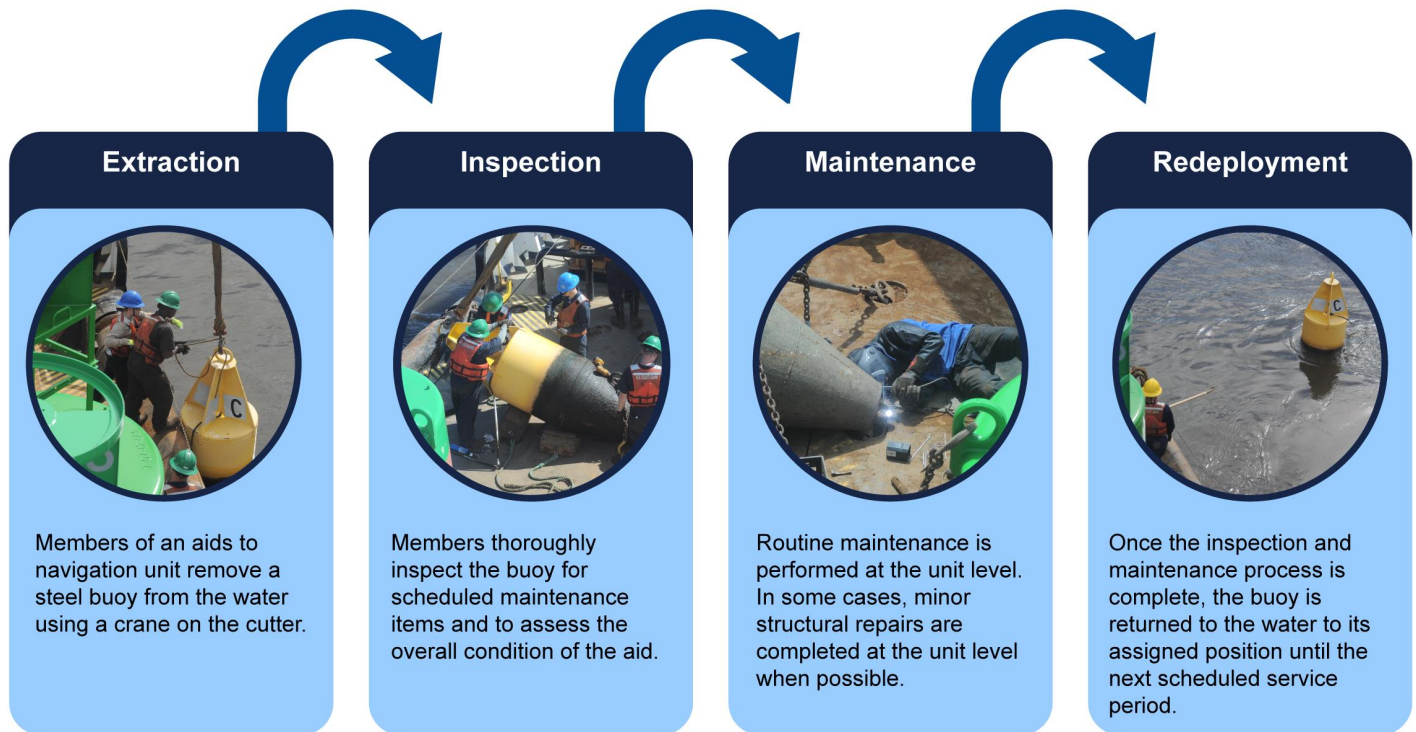 Extraction
Members of an aids to
navigation unit remove a
steel buoy from the water
using a crane on the cutter.
Inspection
Members thoroughly
inspect the buoy for
scheduled maintenance
items and to assess the
overall condition of the aid.
Maintenance
Routine maintenance is
performed at the unit level.
In some cases, minor
structural repairs are
completed at the unit level
when possible.
Redeployment
Once the inspection and
maintenance process is
complete, the buoy is
returned to the water to its
assigned position until the
next scheduled service
period.
C
C